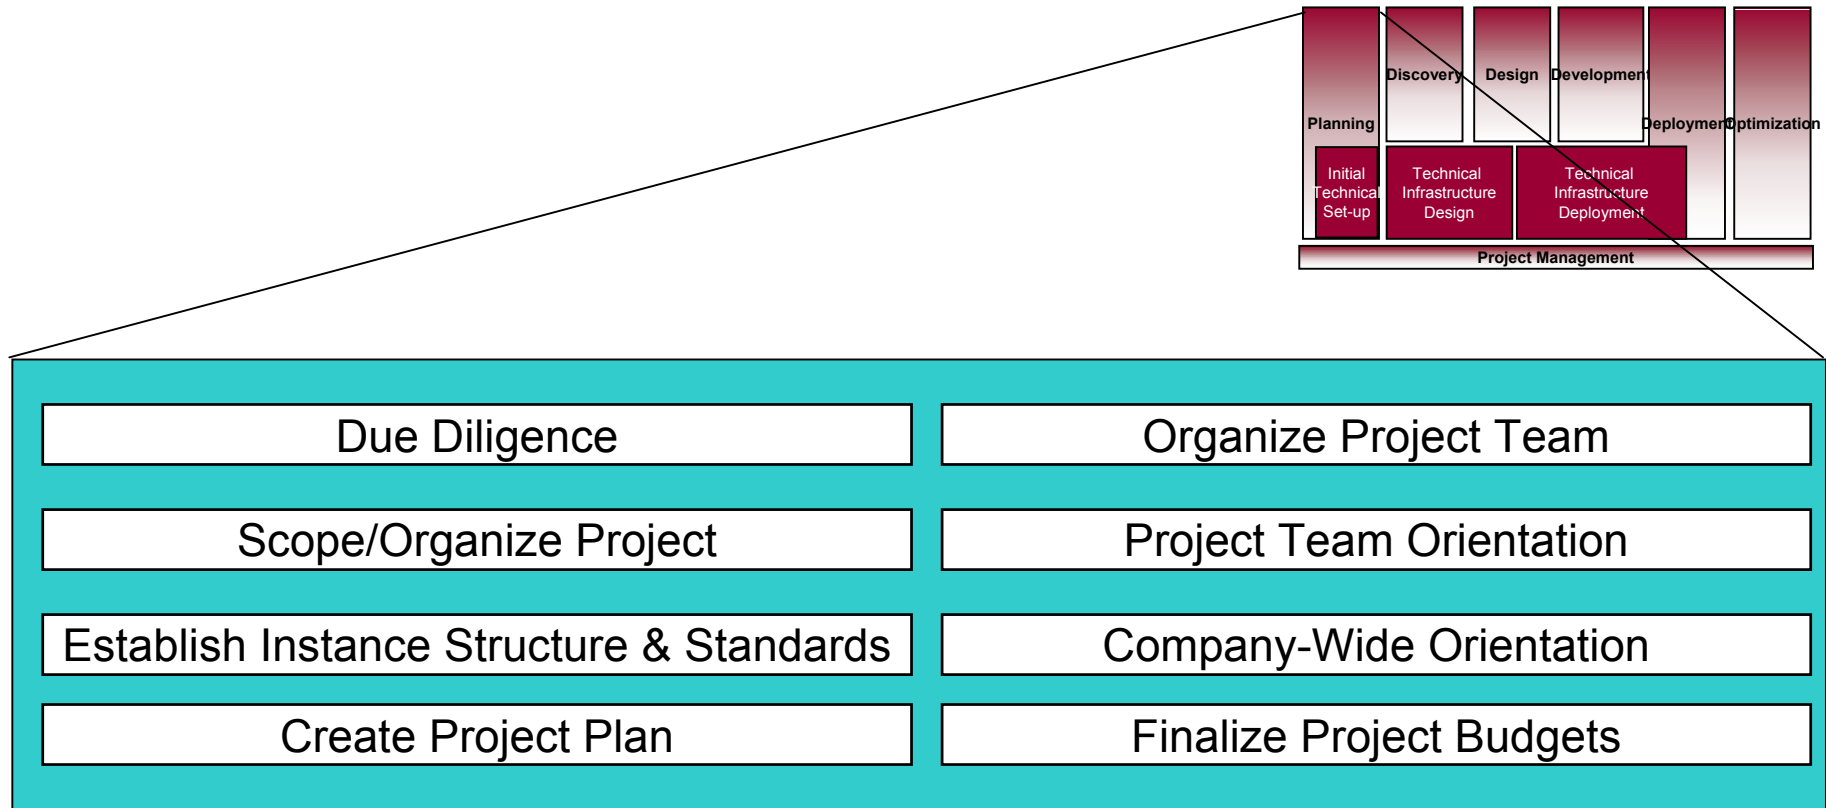 Discovery
Design
Development
Planning
Deployment
Optimization
Initial
Technical
Set-up
Technical
Infrastructure
Design
Technical
Infrastructure
Deployment
Project Management
Due Diligence
Organize Project Team
Scope/Organize Project
Project Team Orientation
Establish Instance Structure & Standards
Company-Wide Orientation
Create Project Plan
Finalize Project Budgets